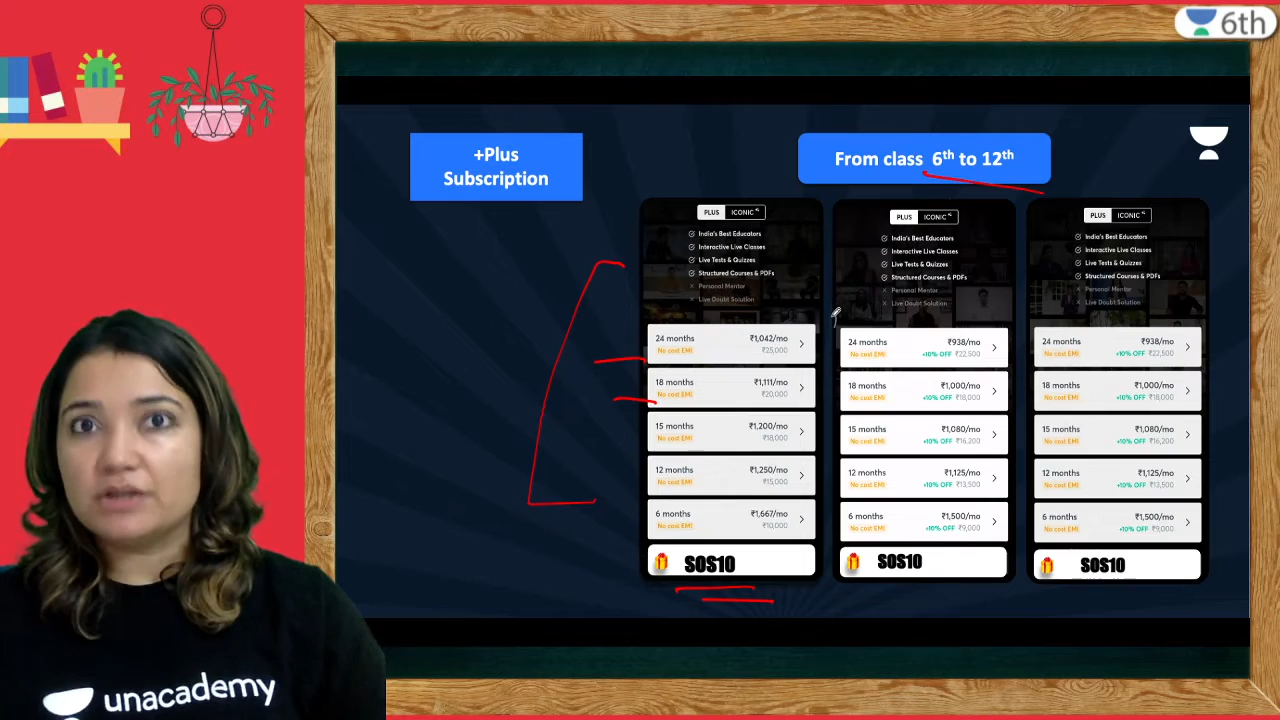 6th
+Plus
Subscription
From class 6th to 12th
PLUS ICONIC
India's Best Educators
Interactive Live Classes
Live Tests & Quizzes
Structured Courses & PDFs
Personal Mentor
Live Doubt Solution
24 months ₹1,042/mo
No cost EMI ₹25,000
18 months ₹1,111/mo
No cost EMI ₹20,000
15 months ₹1,200/mo
No cost EMI ₹18,000
12 months ₹1,250/mo
No cost EMI ₹15,000
6 months ₹1,667/mo
No cost EMI ₹10,000
SOS10
PLUS ICONIC
India's Best Educators
Interactive Live Classes
Live Tests & Quizzes
Structured Courses & PDFs
Personal Mentor
Live Doubt Solution
24 months ₹938/mo
No cost EMI +10% OFF ₹22,500
18 months ₹1,000/mo
No cost EMI +10% OFF ₹18,000
15 months ₹1,080/mo
No cost EMI +10% OFF ₹16,200
12 months ₹1,125/mo
No cost EMI +10% OFF ₹13,500
6 months ₹1,500/mo
No cost EMI +10% OFF ₹9,000
SOS10
PLUS ICONIC
India's Best Educators
Interactive Live Classes
Live Tests & Quizzes
Structured Courses & PDFs
Personal Mentor
Live Doubt Solution
24 months ₹938/mo
No cost EMI +10% OFF ₹22,500
18 months ₹1,000/mo
No cost EMI +10% OFF ₹18,000
15 months ₹1,080/mo
No cost EMI +10% OFF ₹16,200
12 months ₹1,125/mo
No cost EMI +10% OFF ₹13,500
6 months ₹1,500/mo
No cost EMI +10% OFF ₹9,000
SOS10
unacademy